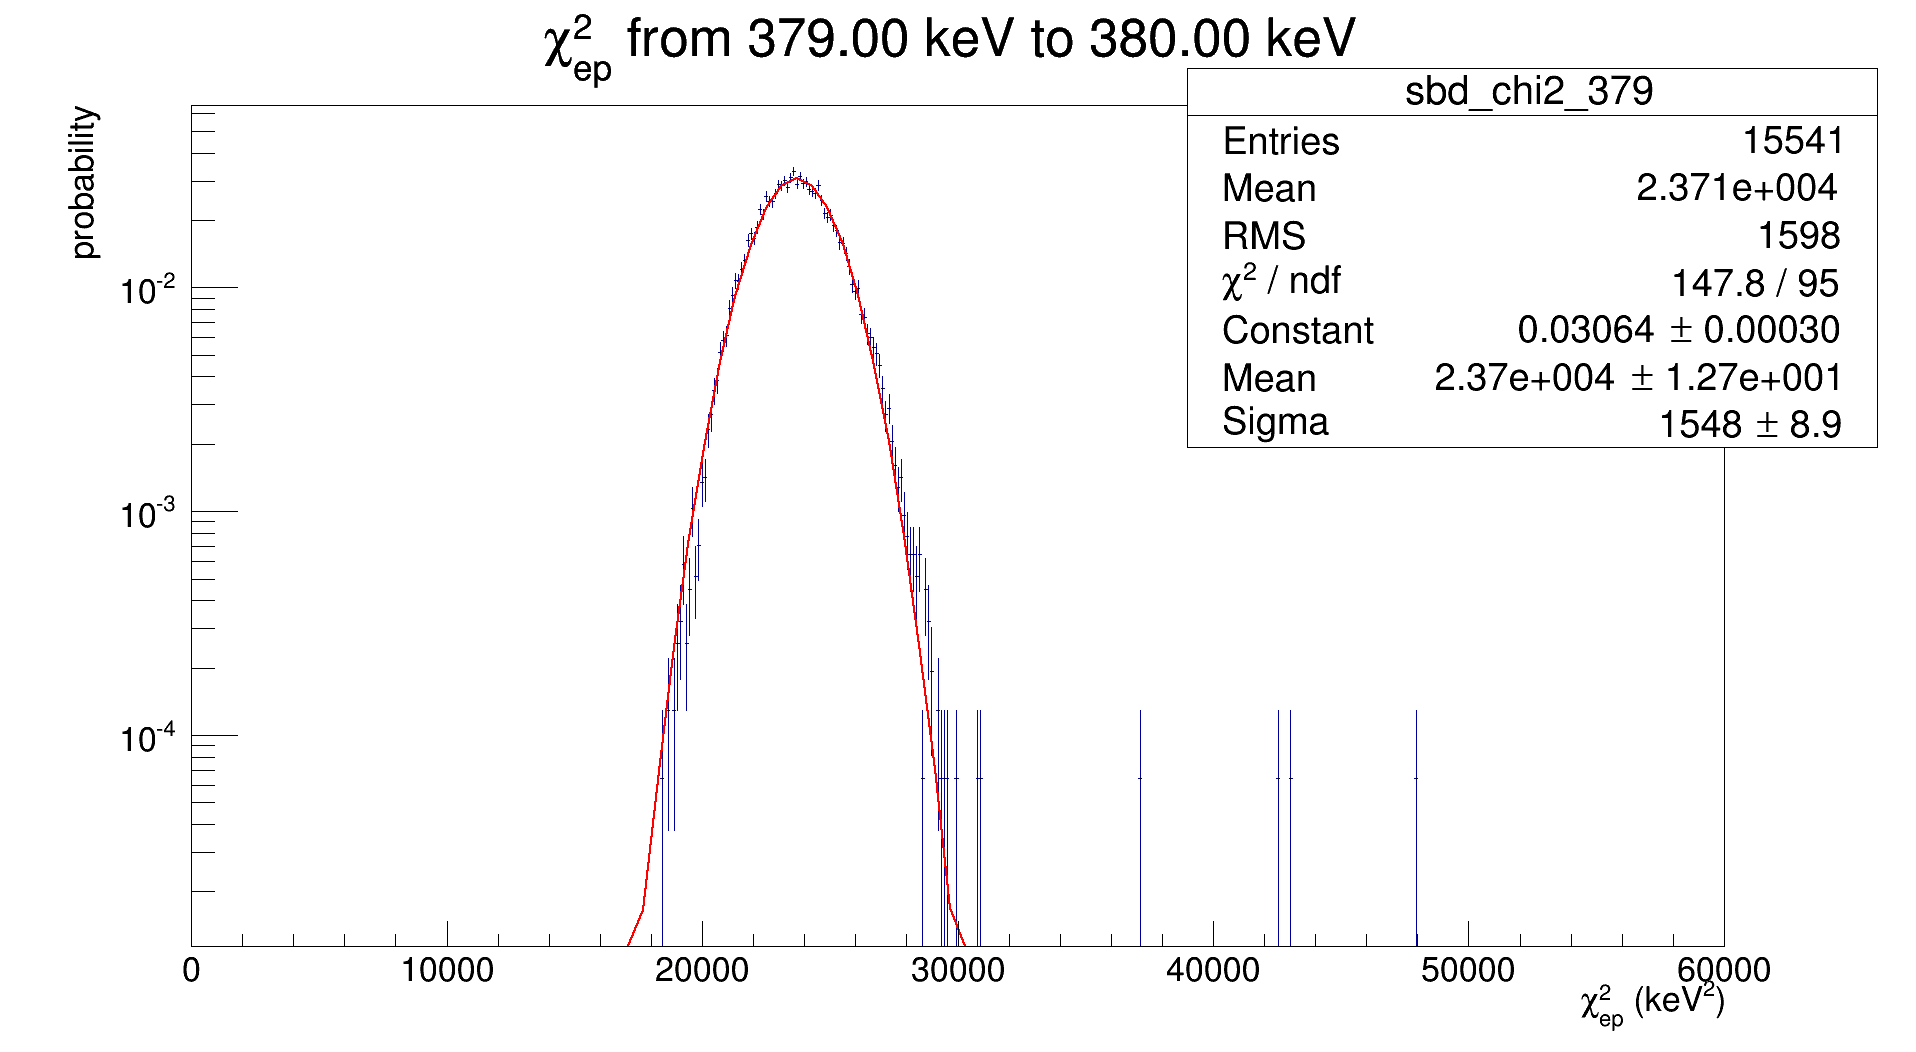 χ²ep from 379.00 keV to 380.00 keV
sbd_chi2_379
Entries 15541
Mean 2.371e+004
RMS 1598
χ² / ndf 147.8 / 95
Constant 0.03064 ± 0.00030
Mean 2.37e+004 ± 1.27e+001
Sigma 1548 ± 8.9
probability
10⁻²
10⁻³
10⁻⁴
0 10000 20000 30000 40000 50000 60000
χ²ep (keV²)